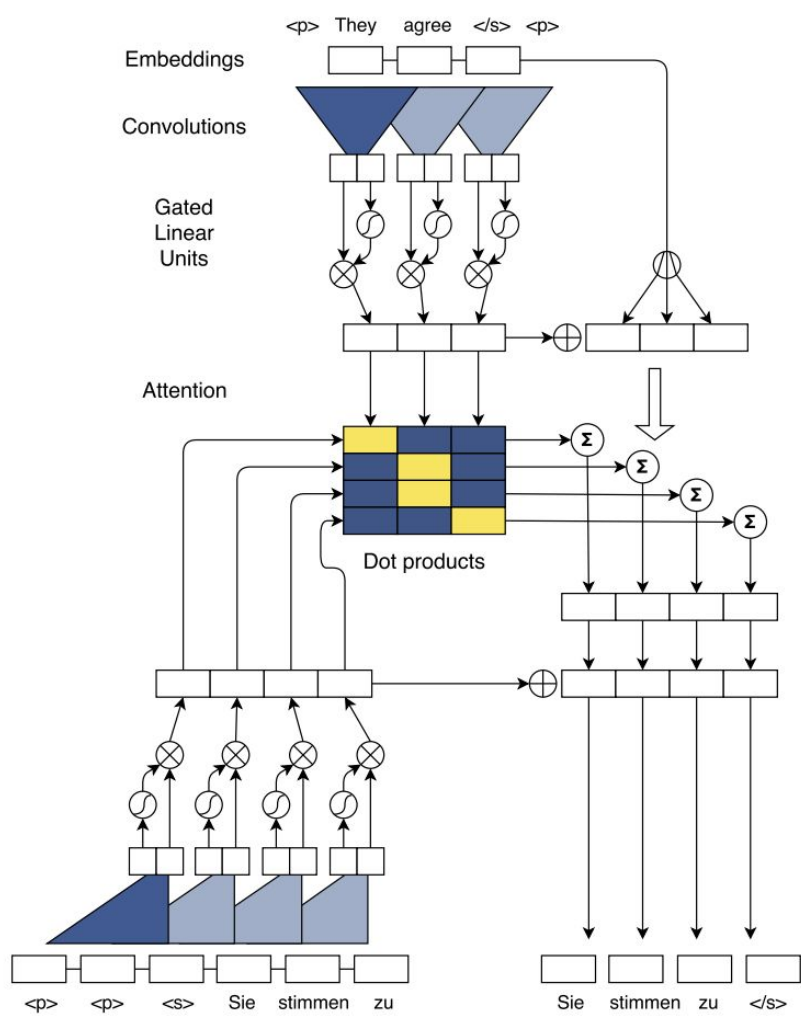 <p> They agree </s> <p>
Embeddings
Convolutions
Gated
Linear
Units
Attention
Σ
Σ
Σ
Σ
Dot products
<p> <p> <s> Sie stimmen zu
Sie stimmen zu </s>